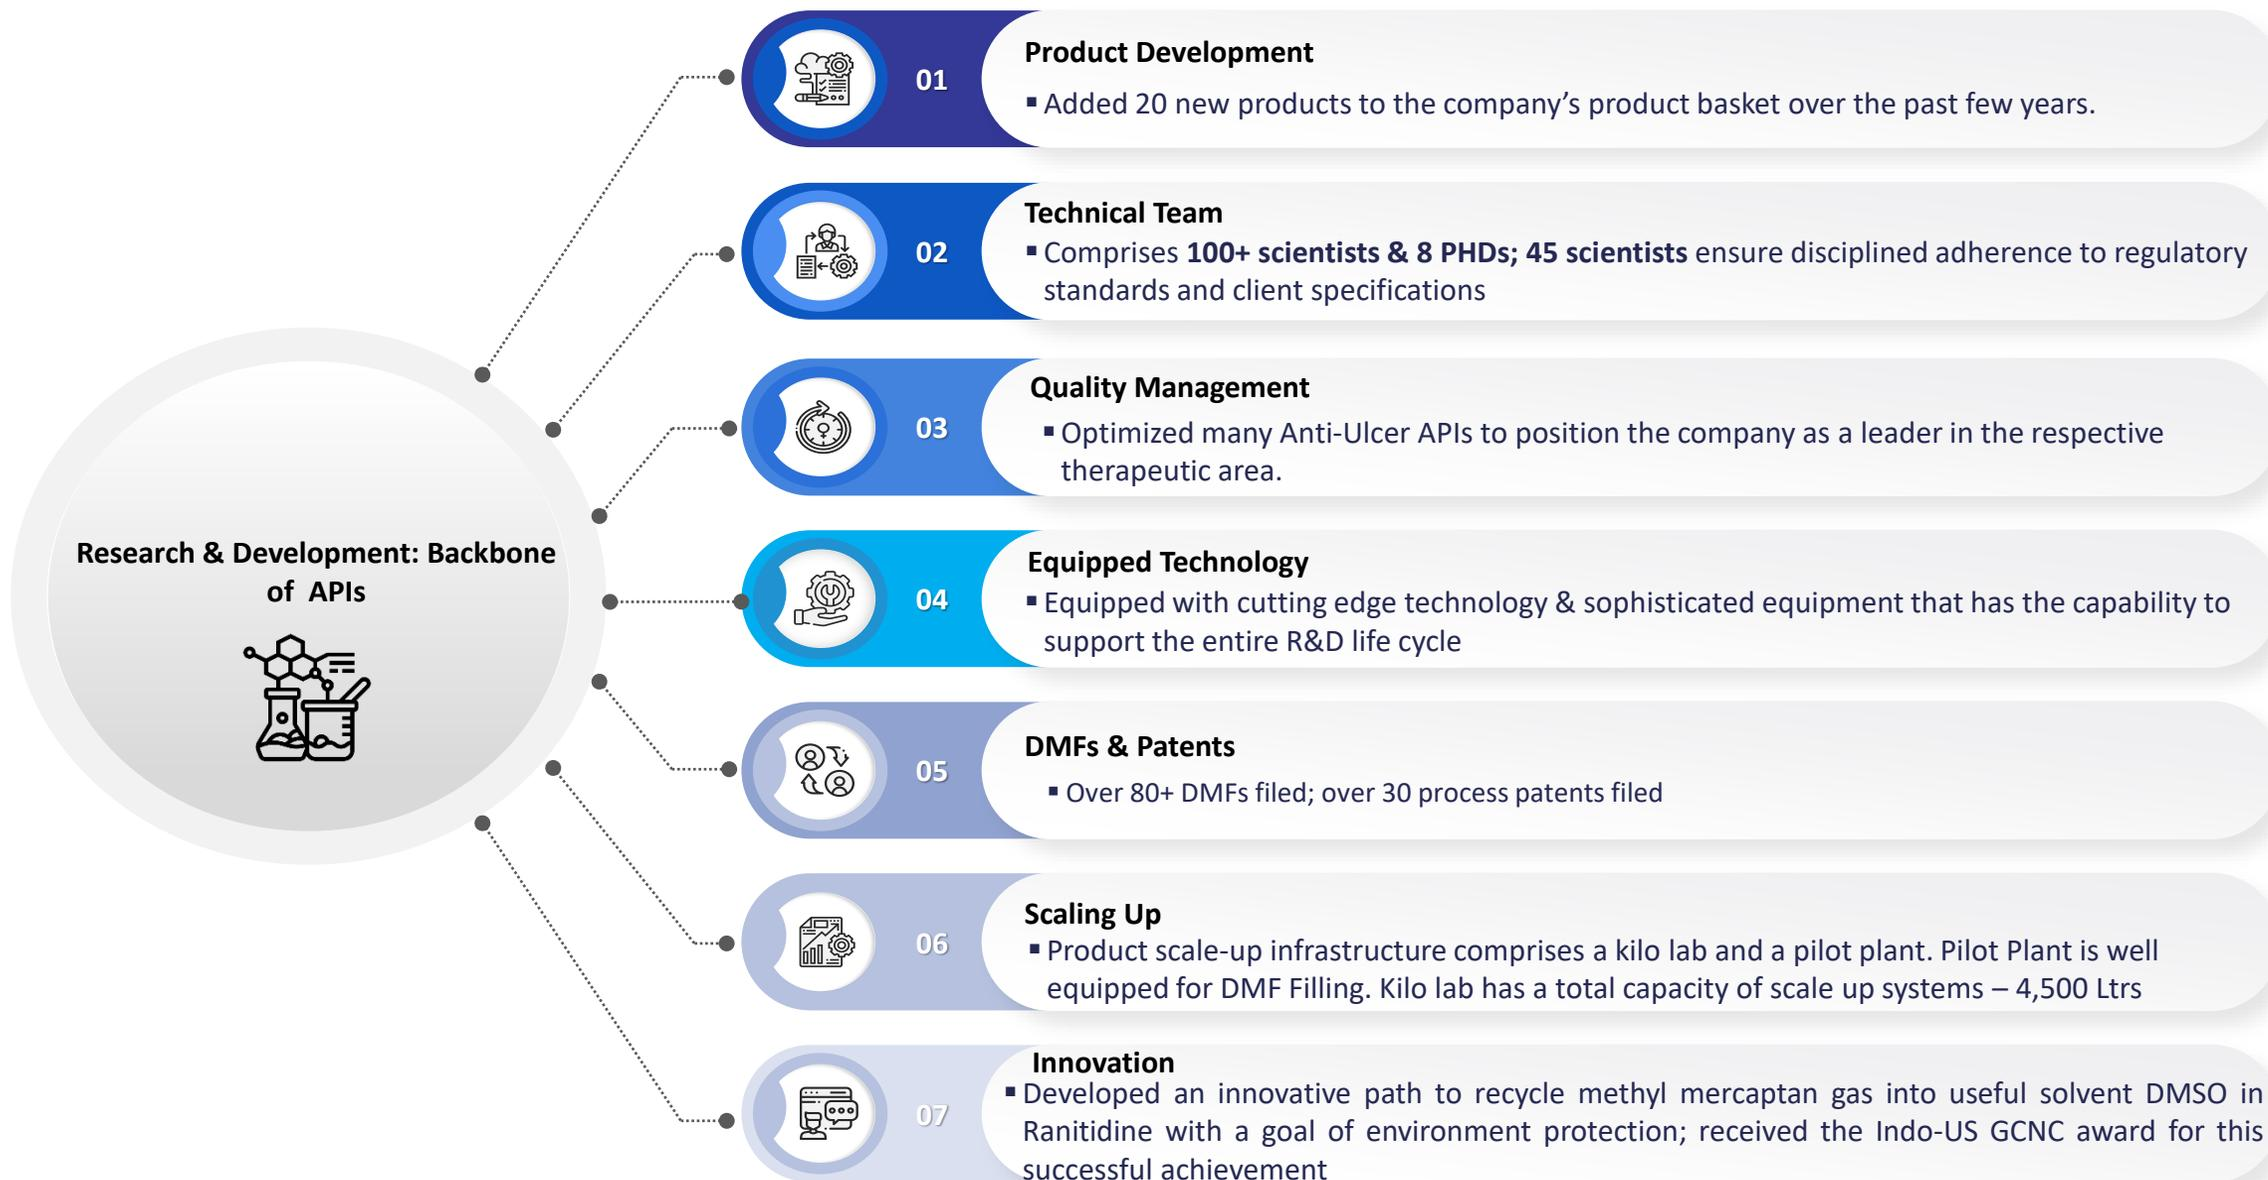 Research & Development: Backbone
of APIs
01
Product Development
▪ Added 20 new products to the company’s product basket over the past few years.
02
Technical Team
▪ Comprises 100+ scientists & 8 PHDs; 45 scientists ensure disciplined adherence to regulatory
standards and client specifications
03
Quality Management
▪ Optimized many Anti-Ulcer APIs to position the company as a leader in the respective
therapeutic area.
04
Equipped Technology
▪ Equipped with cutting edge technology & sophisticated equipment that has the capability to
support the entire R&D life cycle
05
DMFs & Patents
▪ Over 80+ DMFs filed; over 30 process patents filed
06
Scaling Up
▪ Product scale-up infrastructure comprises a kilo lab and a pilot plant. Pilot Plant is well
equipped for DMF Filling. Kilo lab has a total capacity of scale up systems – 4,500 Ltrs
07
Innovation
▪ Developed an innovative path to recycle methyl mercaptan gas into useful solvent DMSO in
Ranitidine with a goal of environment protection; received the Indo-US GCNC award for this
successful achievement